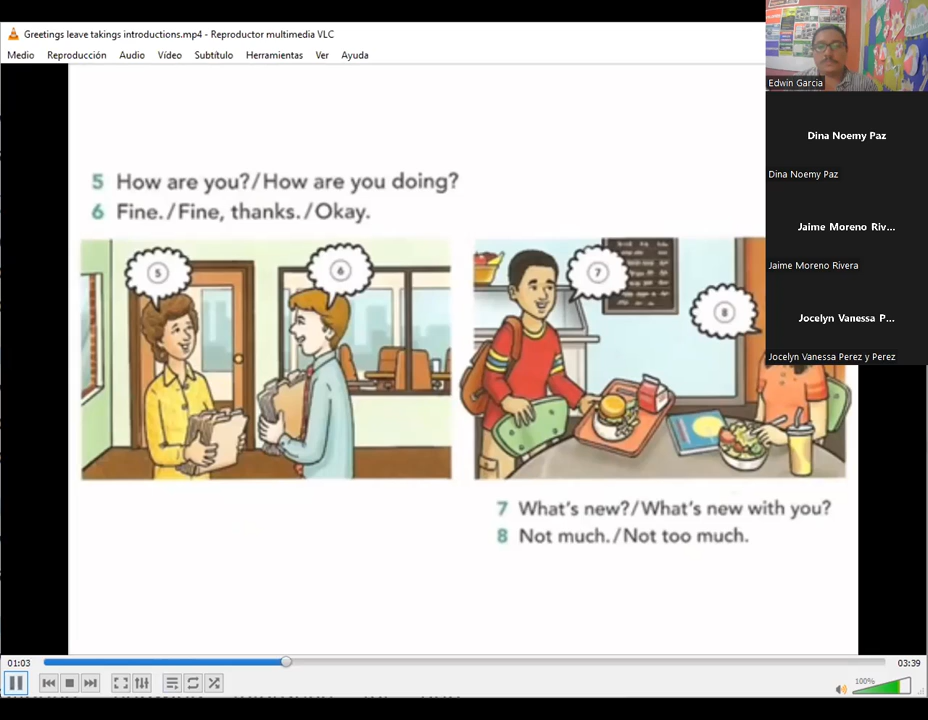 Greetings leave takings introductions.mp4 - Reproductor multimedia VLC
Medio Reproducción Audio Vídeo Subtítulo Herramientas Ver Ayuda
5 How are you?/How are you doing?
6 Fine./Fine, thanks./Okay.
5
6
7
8
7 What's new?/What's new with you?
8 Not much./Not too much.
Edwin Garcia
Dina Noemy Paz
Dina Noemy Paz
Jaime Moreno Riv...
Jaime Moreno Rivera
Jocelyn Vanessa P...
Jocelyn Vanessa Perez y Perez
01:03
03:39
100%